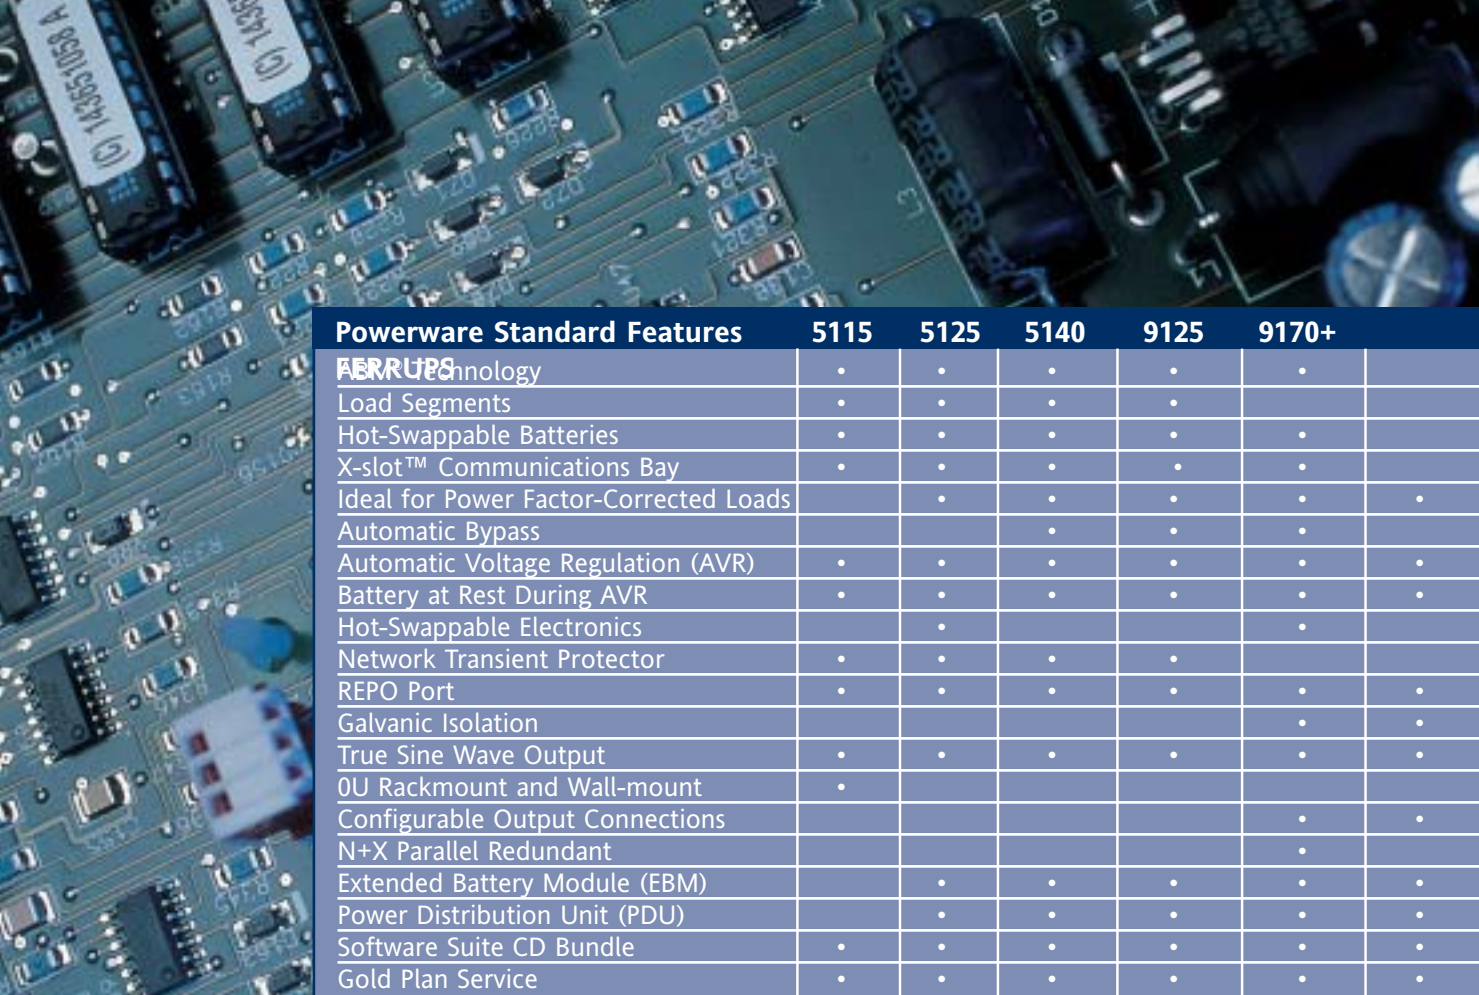 (C) 14365
(C) 143651058 A
Powerware Standard Features 5115 5125 5140 9125 9170+
FERRUPS
ABM® Technology • • • • •
Load Segments • • • •
Hot-Swappable Batteries • • • • •
X-slot™ Communications Bay • • • • •
Ideal for Power Factor-Corrected Loads • • • • •
Automatic Bypass • • •
Automatic Voltage Regulation (AVR) • • • • • •
Battery at Rest During AVR • • • • • •
Hot-Swappable Electronics • •
Network Transient Protector • • • •
REPO Port • • • • • •
Galvanic Isolation • •
True Sine Wave Output • • • • • •
0U Rackmount and Wall-mount •
Configurable Output Connections • •
N+X Parallel Redundant •
Extended Battery Module (EBM) • • • • •
Power Distribution Unit (PDU) • • • • •
Software Suite CD Bundle • • • • • •
Gold Plan Service • • • • • •